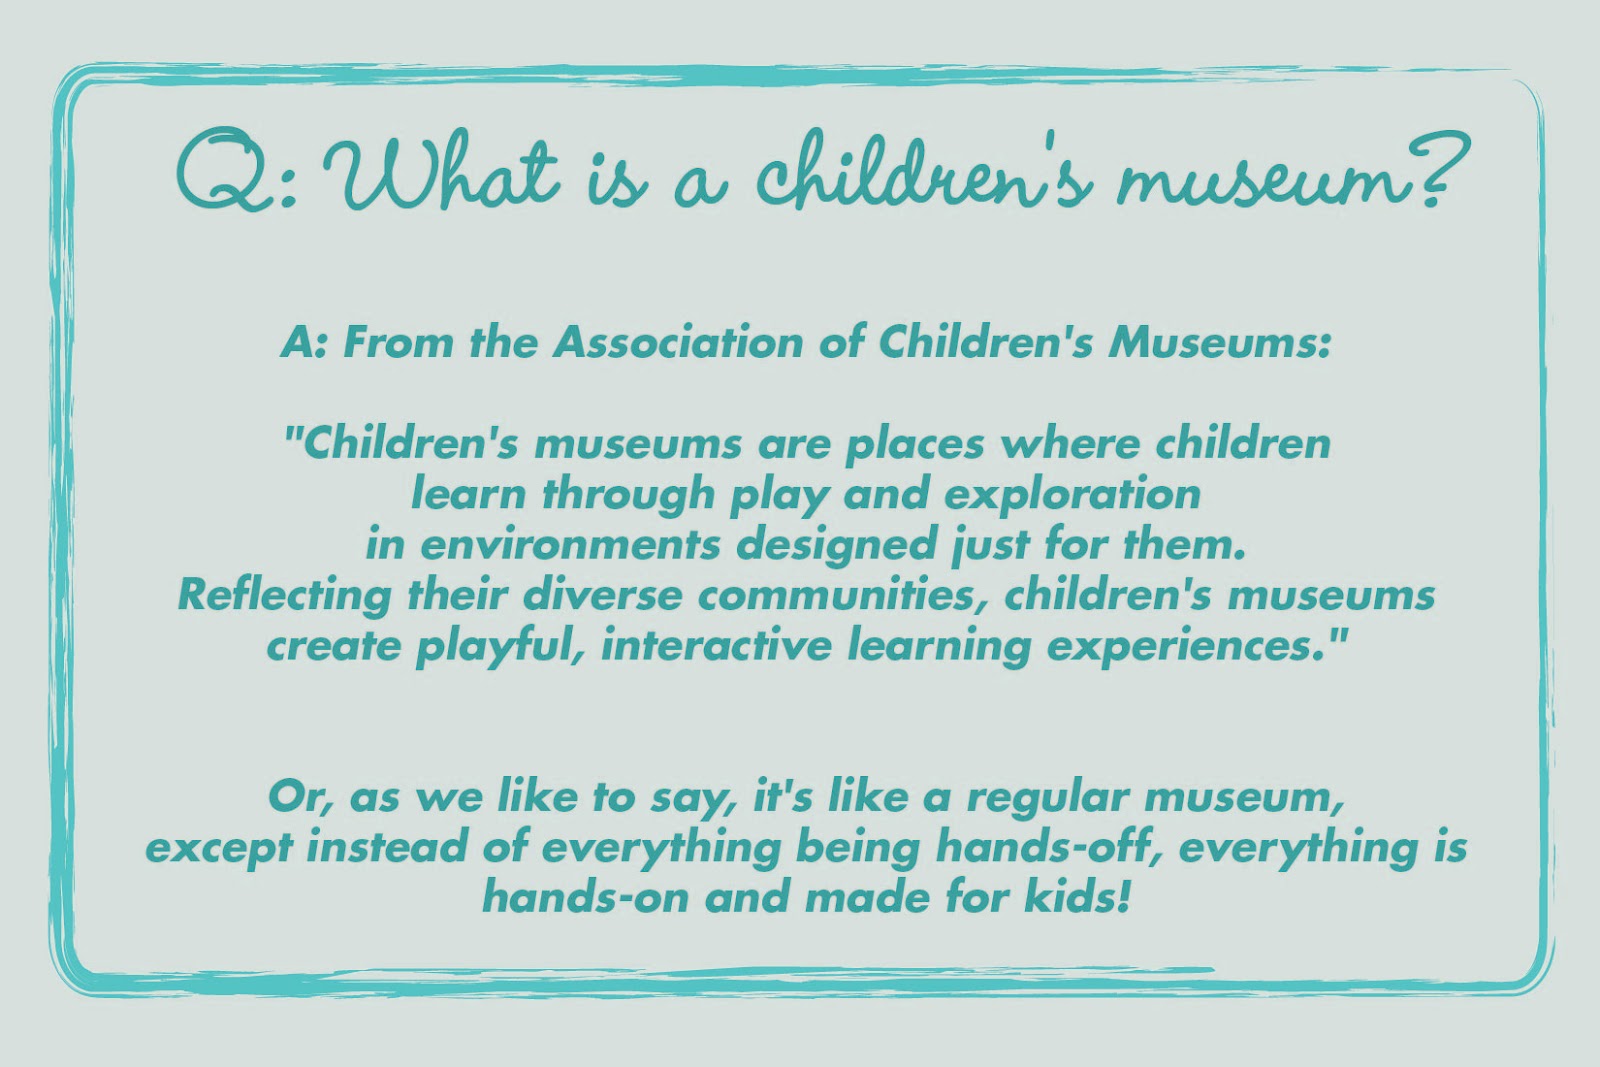 Q: What is a children's museum?
A: From the Association of Children's Museums:
"Children's museums are places where children
learn through play and exploration
in environments designed just for them.
Reflecting their diverse communities, children's museums
create playful, interactive learning experiences."
Or, as we like to say, it's like a regular museum,
except instead of everything being hands-off, everything is
hands-on and made for kids!